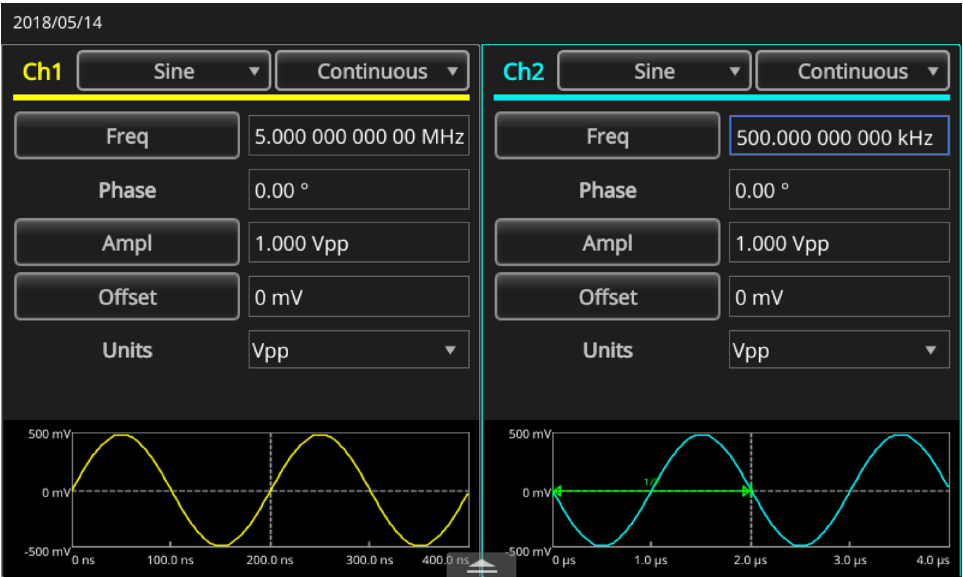 2018/05/14
Ch1 Sine Continuous
Freq 5.000 000 000 00 MHz
Phase 0.00 °
Ampl 1.000 Vpp
Offset 0 mV
Units Vpp
500 mV
0 mV
-500 mV
0 ns 100.0 ns 200.0 ns 300.0 ns 400.0 ns
Ch2 Sine Continuous
Freq 500.000 000 000 kHz
Phase 0.00 °
Ampl 1.000 Vpp
Offset 0 mV
Units Vpp
500 mV
0 mV
-500 mV
0 µs 1.0 µs 2.0 µs 3.0 µs 4.0 µs